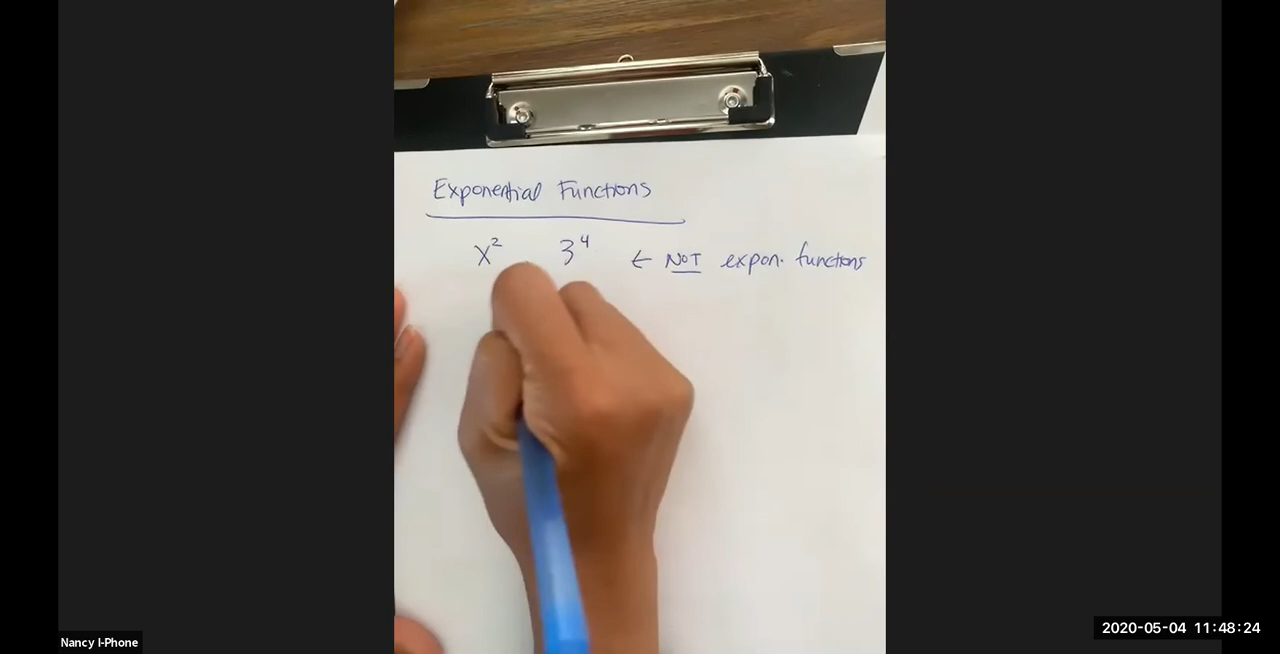 Exponential Functions
x² 3⁴ ← NOT expon. functions
Nancy I-Phone
2020-05-04 11:48:24